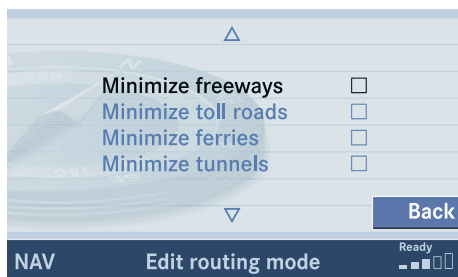 Minimize freeways
Minimize toll roads
Minimize ferries
Minimize tunnels
Back
NAV Edit routing mode Ready